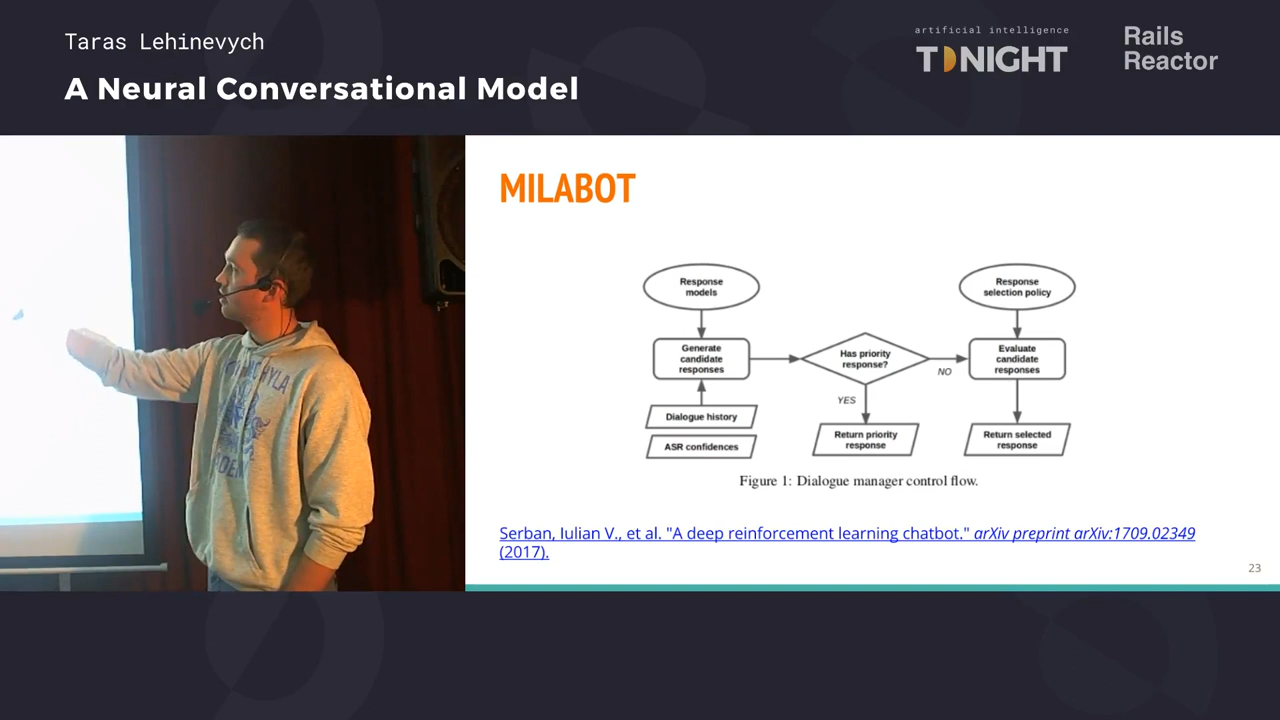 Taras Lehinevych
A Neural Conversational Model
artificial intelligence
TONIGHT
Rails
Reactor
MILABOT
Response
models
Response
selection policy
Generate
candidate
responses
Has priority
response?
NO
Evaluate
candidate
responses
YES
Dialogue history
ASR confidences
Return priority
response
Return selected
response
Figure 1: Dialogue manager control flow.
Serban, Iulian V., et al. "A deep reinforcement learning chatbot." arXiv preprint arXiv:1709.02349
(2017).
23